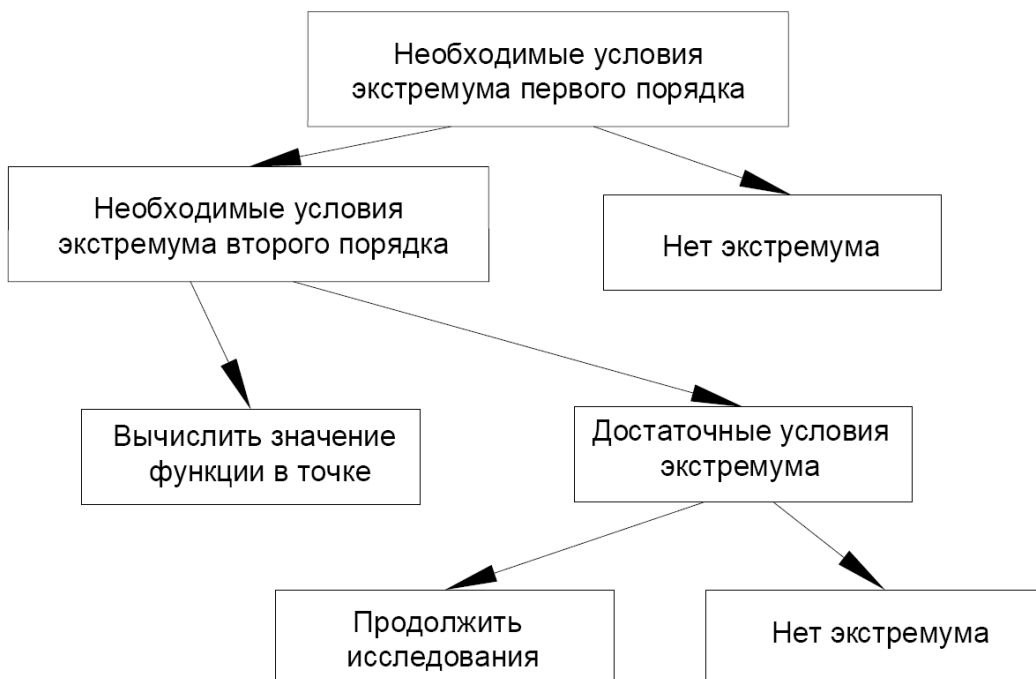 Необходимые условия
экстремума первого порядка
Необходимые условия
экстремума второго порядка
Нет экстремума
Вычислить значение
функции в точке
Достаточные условия
экстремума
Продолжить
исследования
Нет экстремума